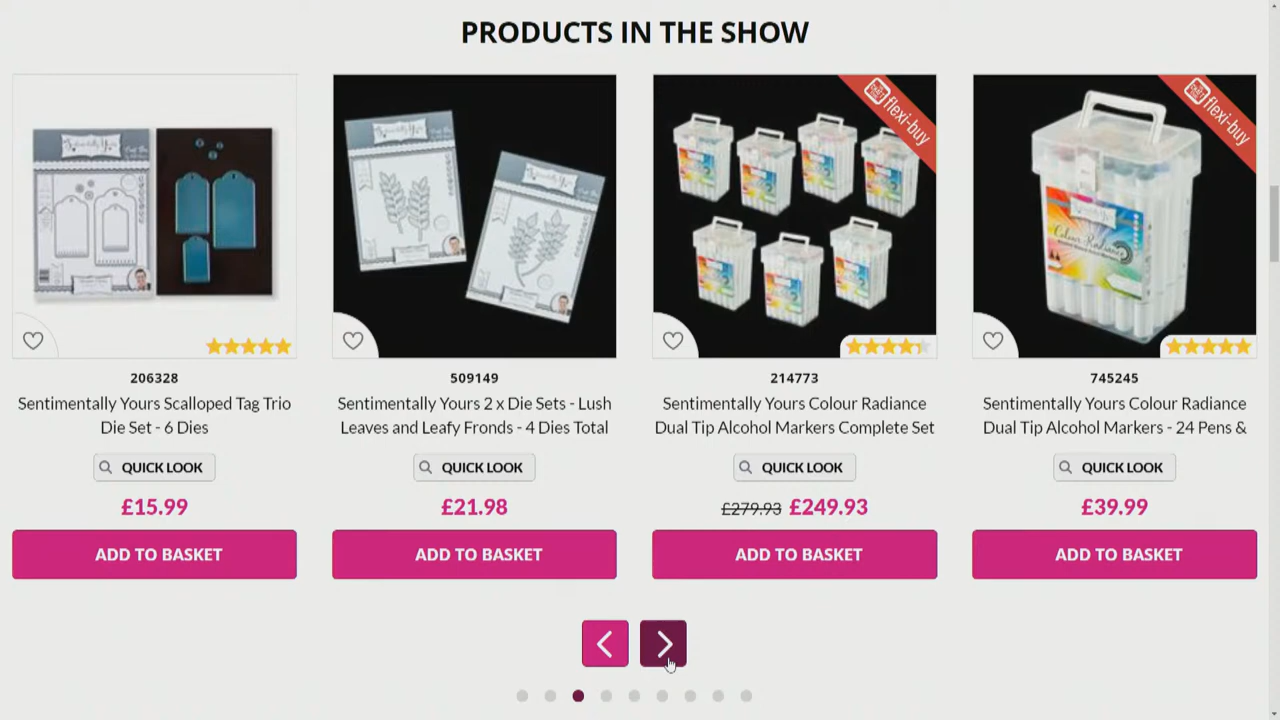 PRODUCTS IN THE SHOW
flexi-buy
flexi-buy
Colour Radiance
206328
Sentimentally Yours Scalloped Tag Trio
Die Set - 6 Dies
QUICK LOOK
£15.99
ADD TO BASKET
509149
Sentimentally Yours 2 x Die Sets - Lush
Leaves and Leafy Fronds - 4 Dies Total
QUICK LOOK
£21.98
ADD TO BASKET
214773
Sentimentally Yours Colour Radiance
Dual Tip Alcohol Markers Complete Set
QUICK LOOK
£279.93 £249.93
ADD TO BASKET
745245
Sentimentally Yours Colour Radiance
Dual Tip Alcohol Markers - 24 Pens &
QUICK LOOK
£39.99
ADD TO BASKET